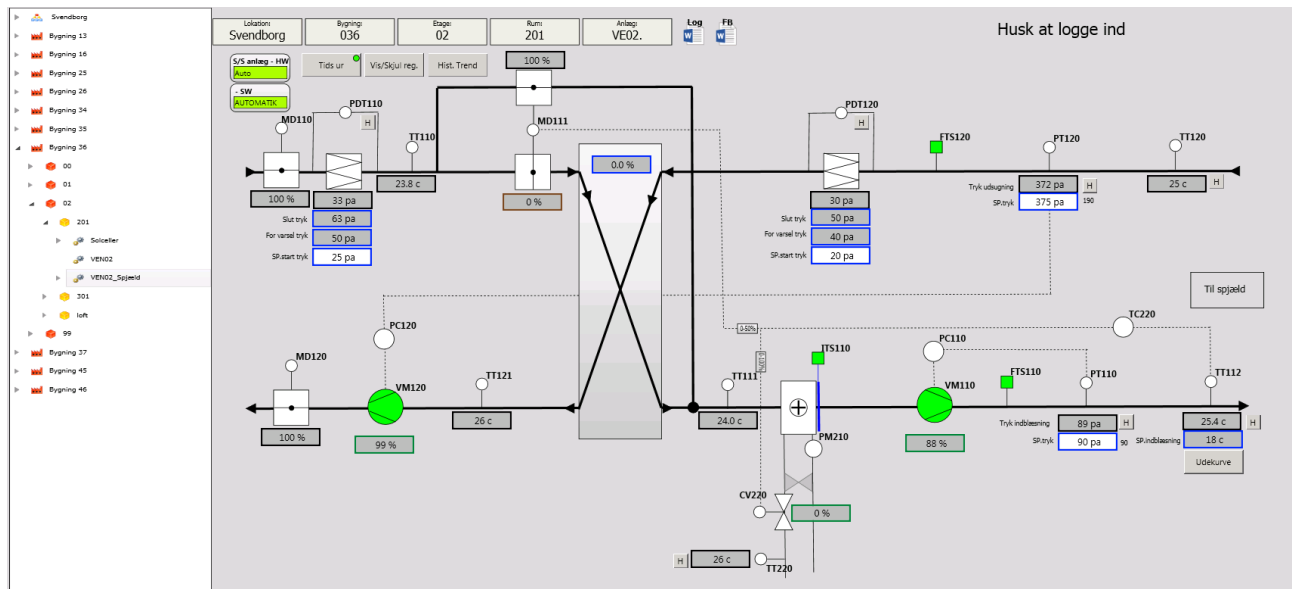 Svendborg
Bygning 13
Bygning 16
Bygning 25
Bygning 26
Bygning 34
Bygning 35
Bygning 36
00
01
02
201
Solceller
VEN02
VEN02_Spjæld
301
loft
99
Bygning 37
Bygning 45
Bygning 46
Lokation: Bygning: Etage: Rum: Anlæg: Log FB
Svendborg 036 02 201 VE02.
Husk at logge ind
S/S anlæg - HW
Auto
- SW
AUTOMATIK
Tids ur Vis/Skjul reg. Hist. Trend
100 %
PDT110
H
MD110
TT110
MD111
PDT120
H
FTS120
PT120
TT120
0.0 %
100 %
33 pa
23.8 c
0 %
30 pa
Tryk udsugning 372 pa H
25 c H
Slut tryk 63 pa
Slut tryk 50 pa
SP.tryk 375 pa 190
For varsel tryk 50 pa
For varsel tryk 40 pa
SP.start tryk 25 pa
SP.start tryk 20 pa
Til spjæld
PC120
0-50%
TC220
PC110
0-100%
MD120
ITS110
VM120
TT121
TT111
VM110
FTS110
PT110
TT112
100 %
99 %
26 c
24.0 c
88 %
Tryk indblæsning 89 pa H
25.4 c H
SP.tryk 90 pa 90
SP.indblæsning 18 c
Udekurve
PM210
CV220
0 %
H 26 c
TT220